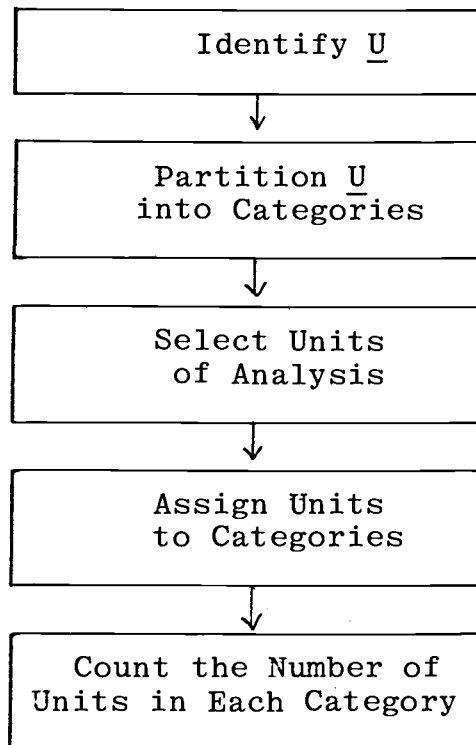 Identify U
Partition U
into Categories
Select Units
of Analysis
Assign Units
to Categories
Count the Number of
Units in Each Category